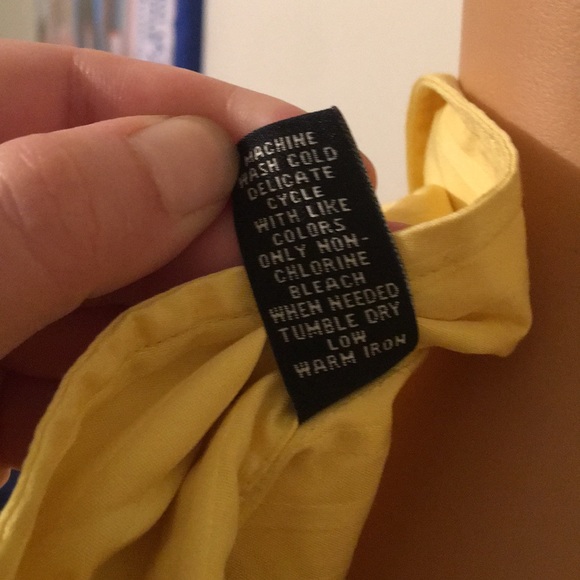 MACHINE
WASH COLD
DELICATE
CYCLE
WITH LIKE
COLORS
ONLY NON-
CHLORINE
BLEACH
WHEN NEEDED
TUMBLE DRY
LOW
WARM IRON